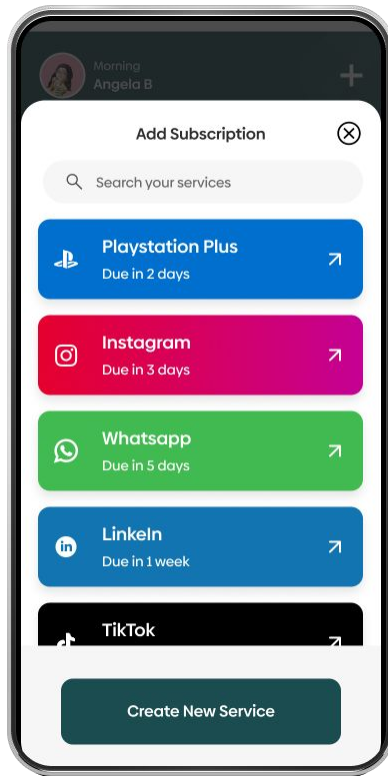 Morning
Angela B
Add Subscription
Search your services
Playstation Plus
Due in 2 days
Instagram
Due in 3 days
Whatsapp
Due in 5 days
in
LinkeIn
Due in 1 week
TikTok
Create New Service